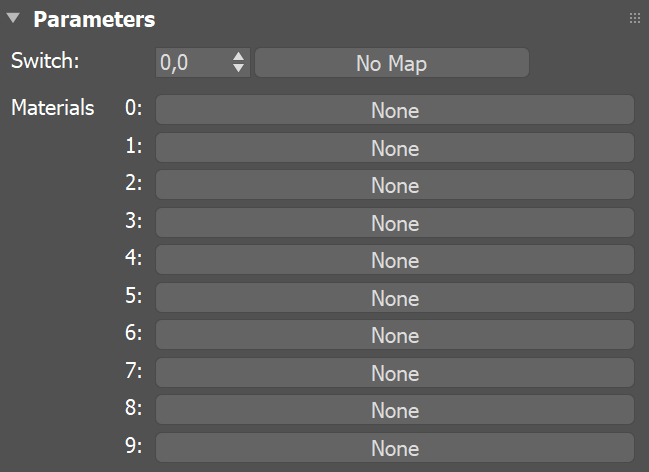 Parameters
Switch: 0,0 No Map
Materials 0: None
1: None
2: None
3: None
4: None
5: None
6: None
7: None
8: None
9: None